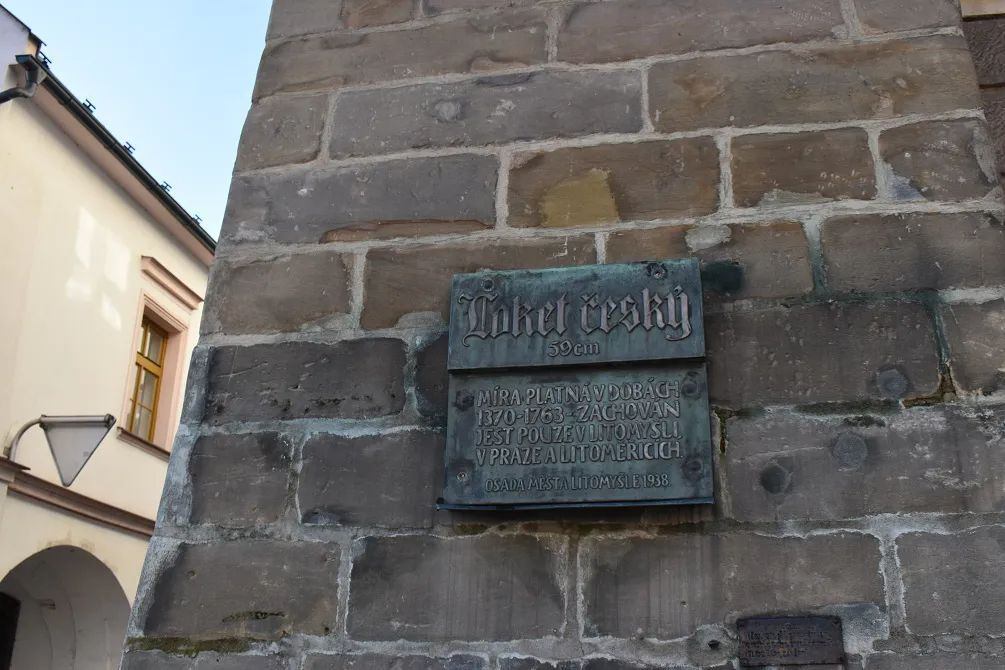 Loket český
59cm
MÍRA PLATNÁ V DOBÁCH
1370-1763 - ZACHOVÁN
JEST POUZE V LITOMYŠLI,
V PRAZE A LITOMĚŘICÍCH.
OSADA MĚSTA LITOMYŠLE 1938.